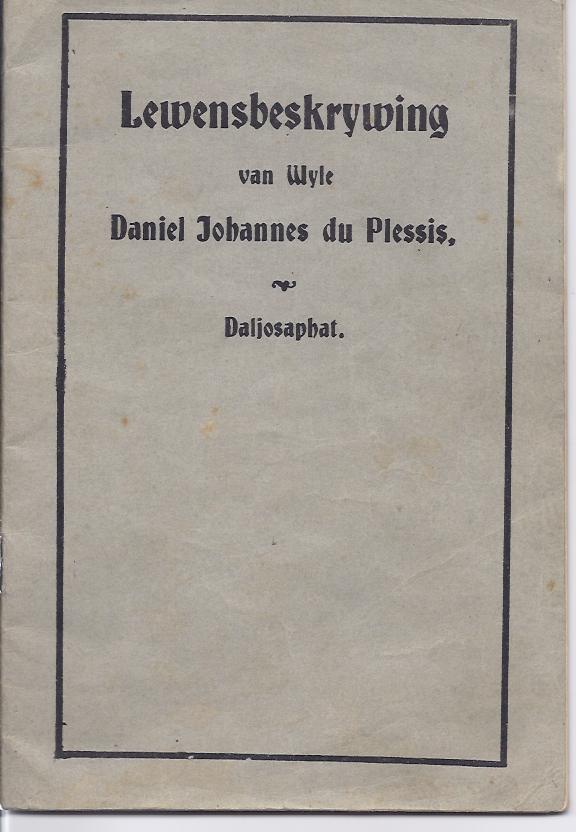 Lewensbeskrywing
van Wyle
Daniel Johannes du Plessis,
Daljosaphat.